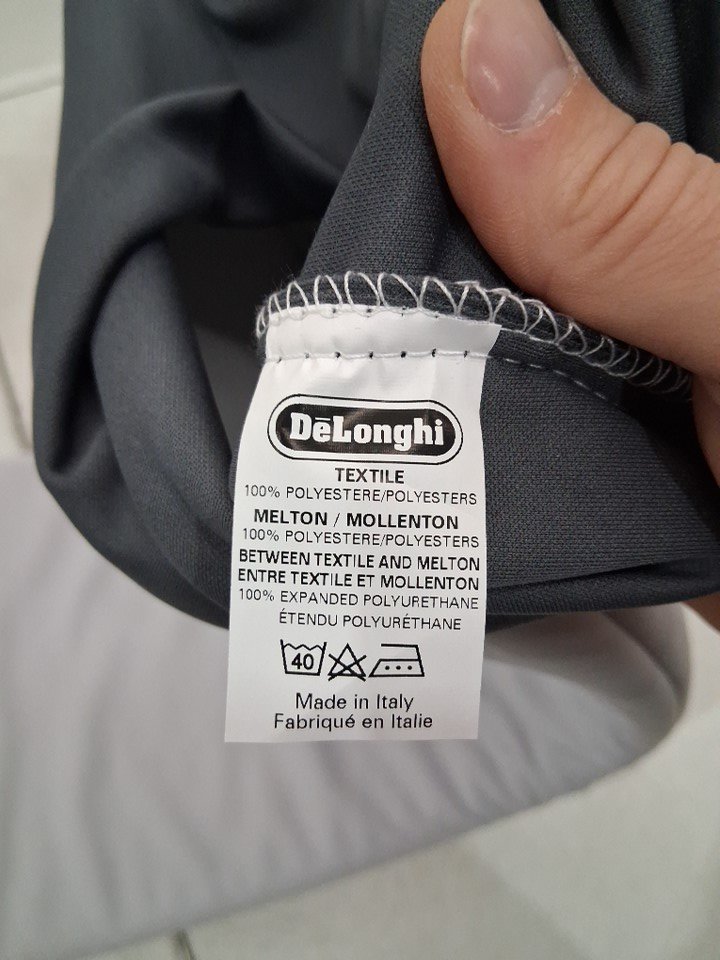 DeLonghi
TEXTILE
100% POLYESTERE/POLYESTERS
MELTON / MOLLENTON
100% POLYESTERE/POLYESTERS
BETWEEN TEXTILE AND MELTON
ENTRE TEXTILE ET MOLLENTON
100% EXPANDED POLYURETHANE
ÉTENDU POLYURÉTHANE
40
Made in Italy
Fabriqué en Italie